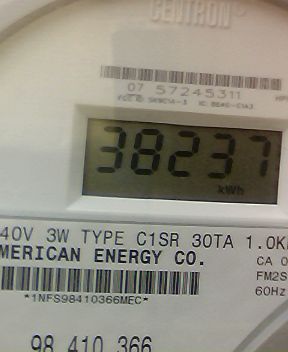 CENTRON®
07 57245311
38237
kWh
40V 3W TYPE C1SR 30TA 1.0K
MERICAN ENERGY CO.
CA 0
FM2S
*1NFS98410366MEC*
60Hz
98 410 366